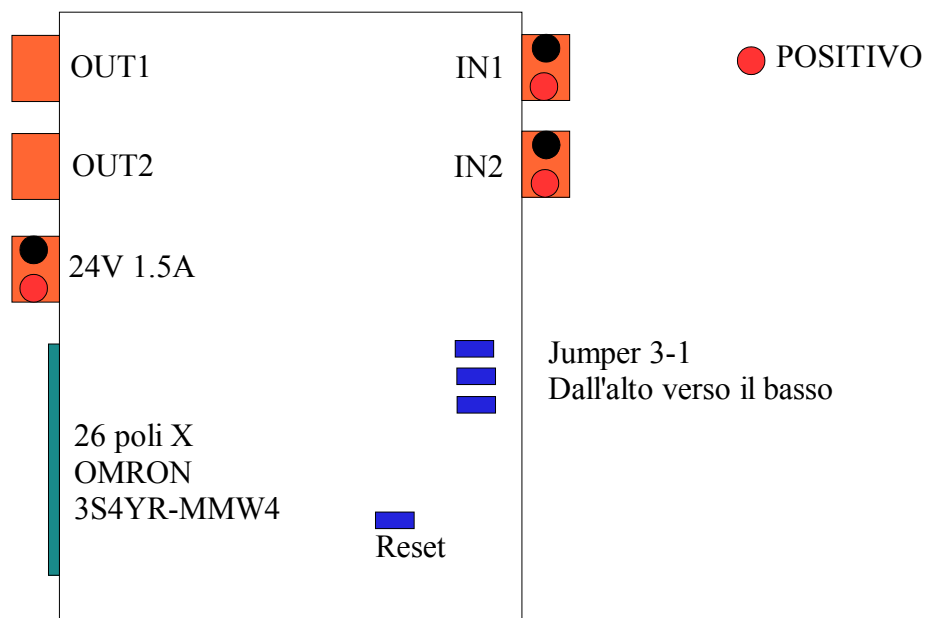 OUT1
IN1
POSITIVO
OUT2
IN2
24V 1.5A
Jumper 3-1
Dall'alto verso il basso
26 poli X
OMRON
3S4YR-MMW4
Reset